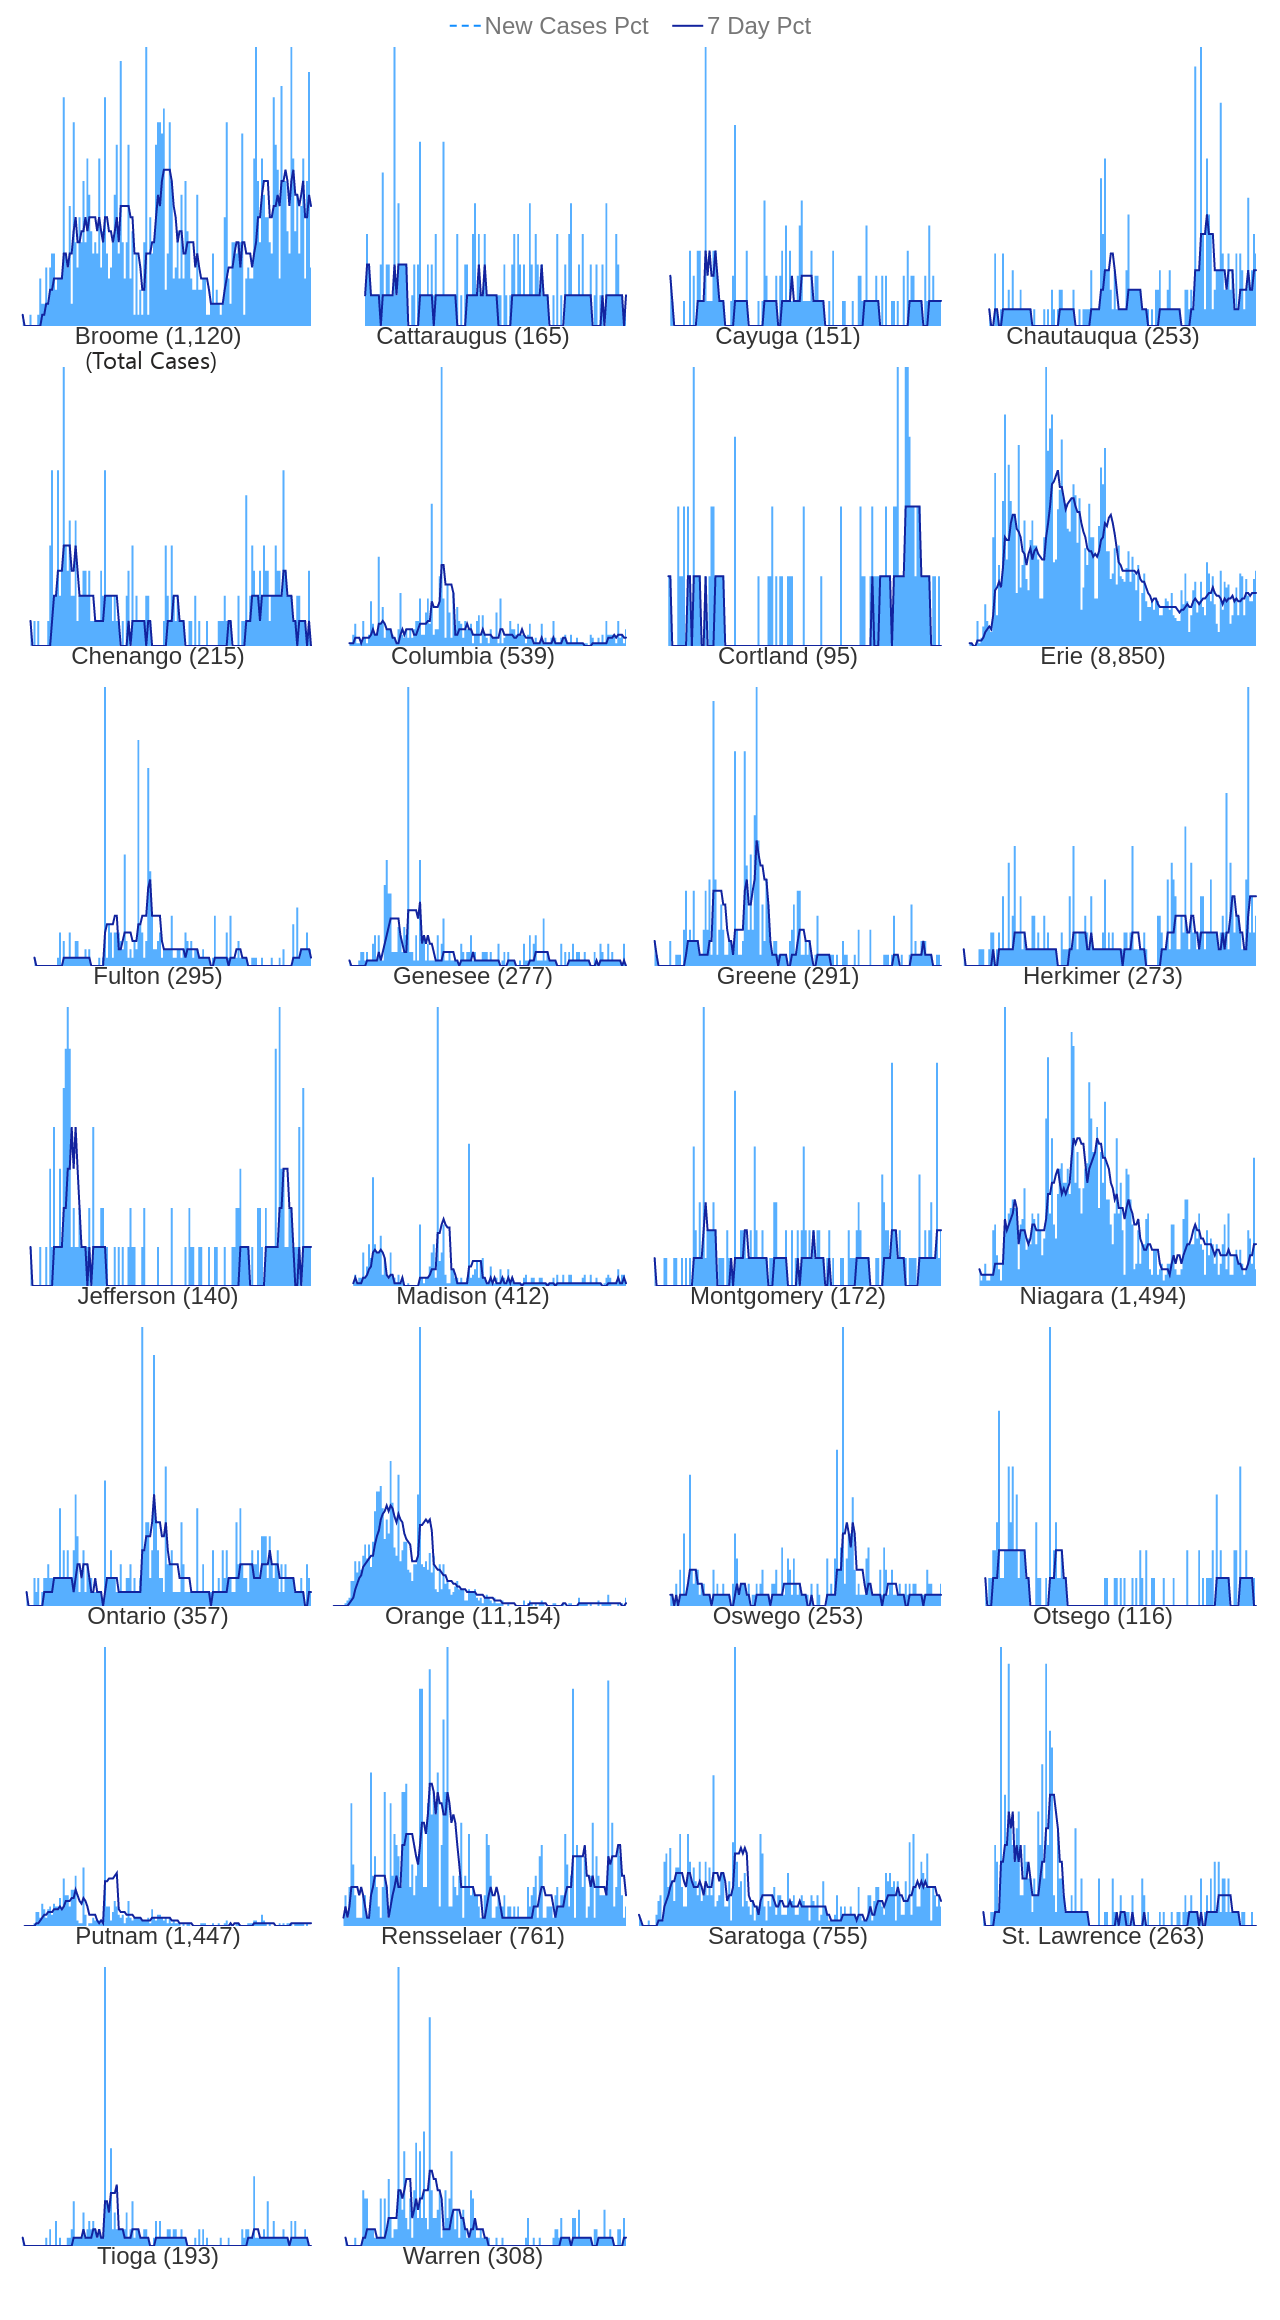 New Cases Pct 7 Day Pct
Broome (1,120) Cattaraugus (165) Cayuga (151) Chautauqua (253)
(Total Cases)
Chenango (215) Columbia (539) Cortland (95) Erie (8,850)
Fulton (295) Genesee (277) Greene (291) Herkimer (273)
Jefferson (140) Madison (412) Montgomery (172) Niagara (1,494)
Ontario (357) Orange (11,154) Oswego (253) Otsego (116)
Putnam (1,447) Rensselaer (761) Saratoga (755) St. Lawrence (263)
Tioga (193) Warren (308)